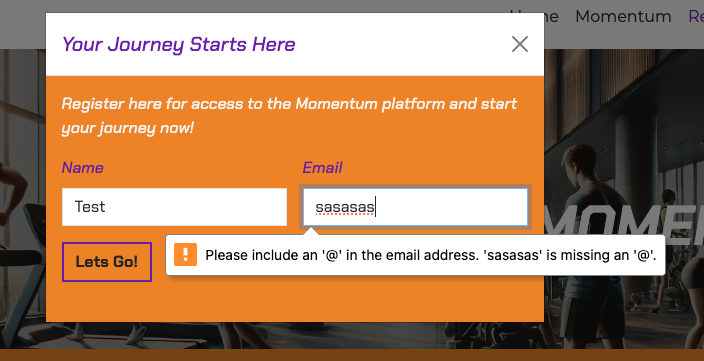 Home Momentum Re
Your Journey Starts Here
Register here for access to the Momentum platform and start
your journey now!
Name Email
Test sasasas
MOMEN
Lets Go!
Please include an '@' in the email address. 'sasasas' is missing an '@'.